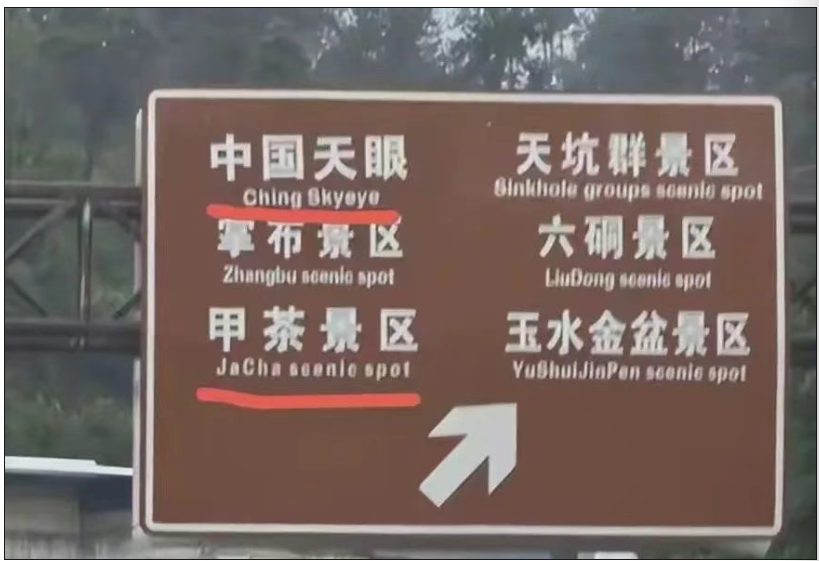 中国天眼
Ching Skyeye
掌布景区
Zhangbu scenic spot
甲茶景区
JaCha scenic spot
天坑群景区
Sinkhole groups scenic spot
六硐景区
LiuDong scenic spot
玉水金盆景区
YuShuiJinPen scenic spot